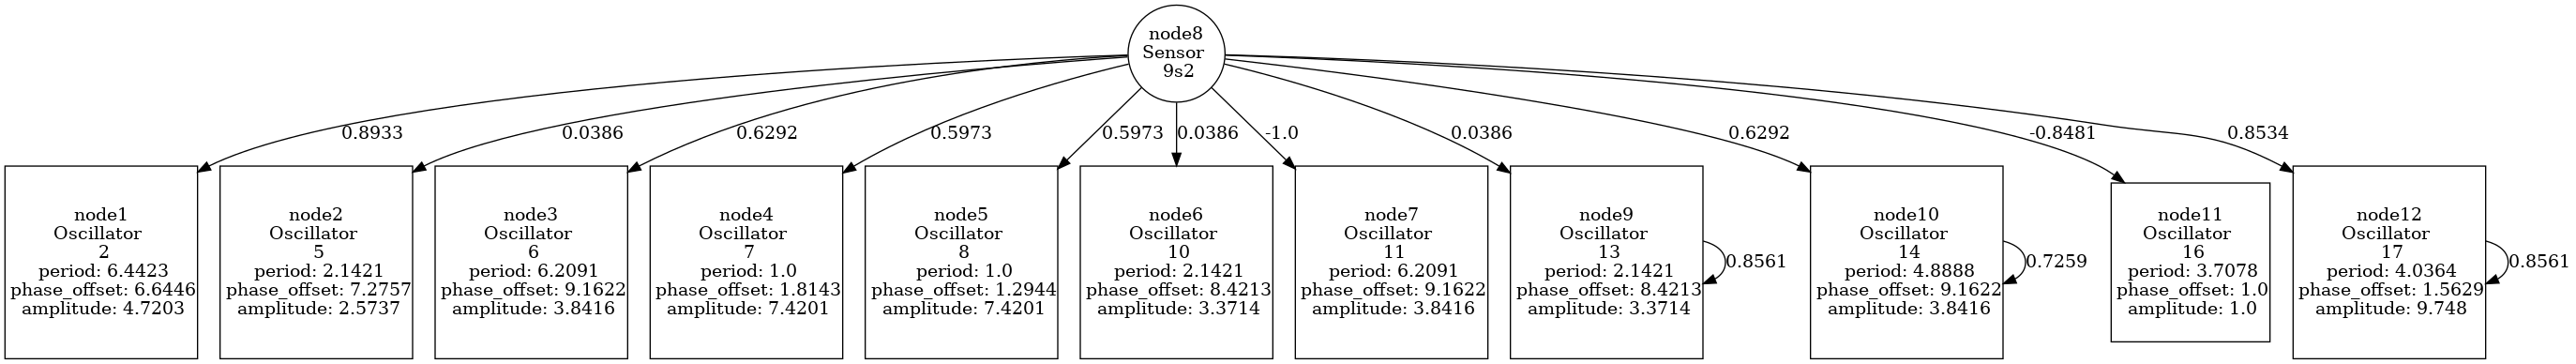 node8
Sensor
9s2
0.8933
0.0386
0.6292
0.5973
0.5973
0.0386
-1.0
0.0386
0.6292
-0.8481
0.8534
node1
Oscillator
2
period: 6.4423
phase_offset: 6.6446
amplitude: 4.7203
node2
Oscillator
5
period: 2.1421
phase_offset: 7.2757
amplitude: 2.5737
node3
Oscillator
6
period: 6.2091
phase_offset: 9.1622
amplitude: 3.8416
node4
Oscillator
7
period: 1.0
phase_offset: 1.8143
amplitude: 7.4201
node5
Oscillator
8
period: 1.0
phase_offset: 1.2944
amplitude: 7.4201
node6
Oscillator
10
period: 2.1421
phase_offset: 8.4213
amplitude: 3.3714
node7
Oscillator
11
period: 6.2091
phase_offset: 9.1622
amplitude: 3.8416
node9
Oscillator
13
period: 2.1421
phase_offset: 8.4213
amplitude: 3.3714
0.8561
node10
Oscillator
14
period: 4.8888
phase_offset: 9.1622
amplitude: 3.8416
0.7259
node11
Oscillator
16
period: 3.7078
phase_offset: 1.0
amplitude: 1.0
node12
Oscillator
17
period: 4.0364
phase_offset: 1.5629
amplitude: 9.748
0.8561